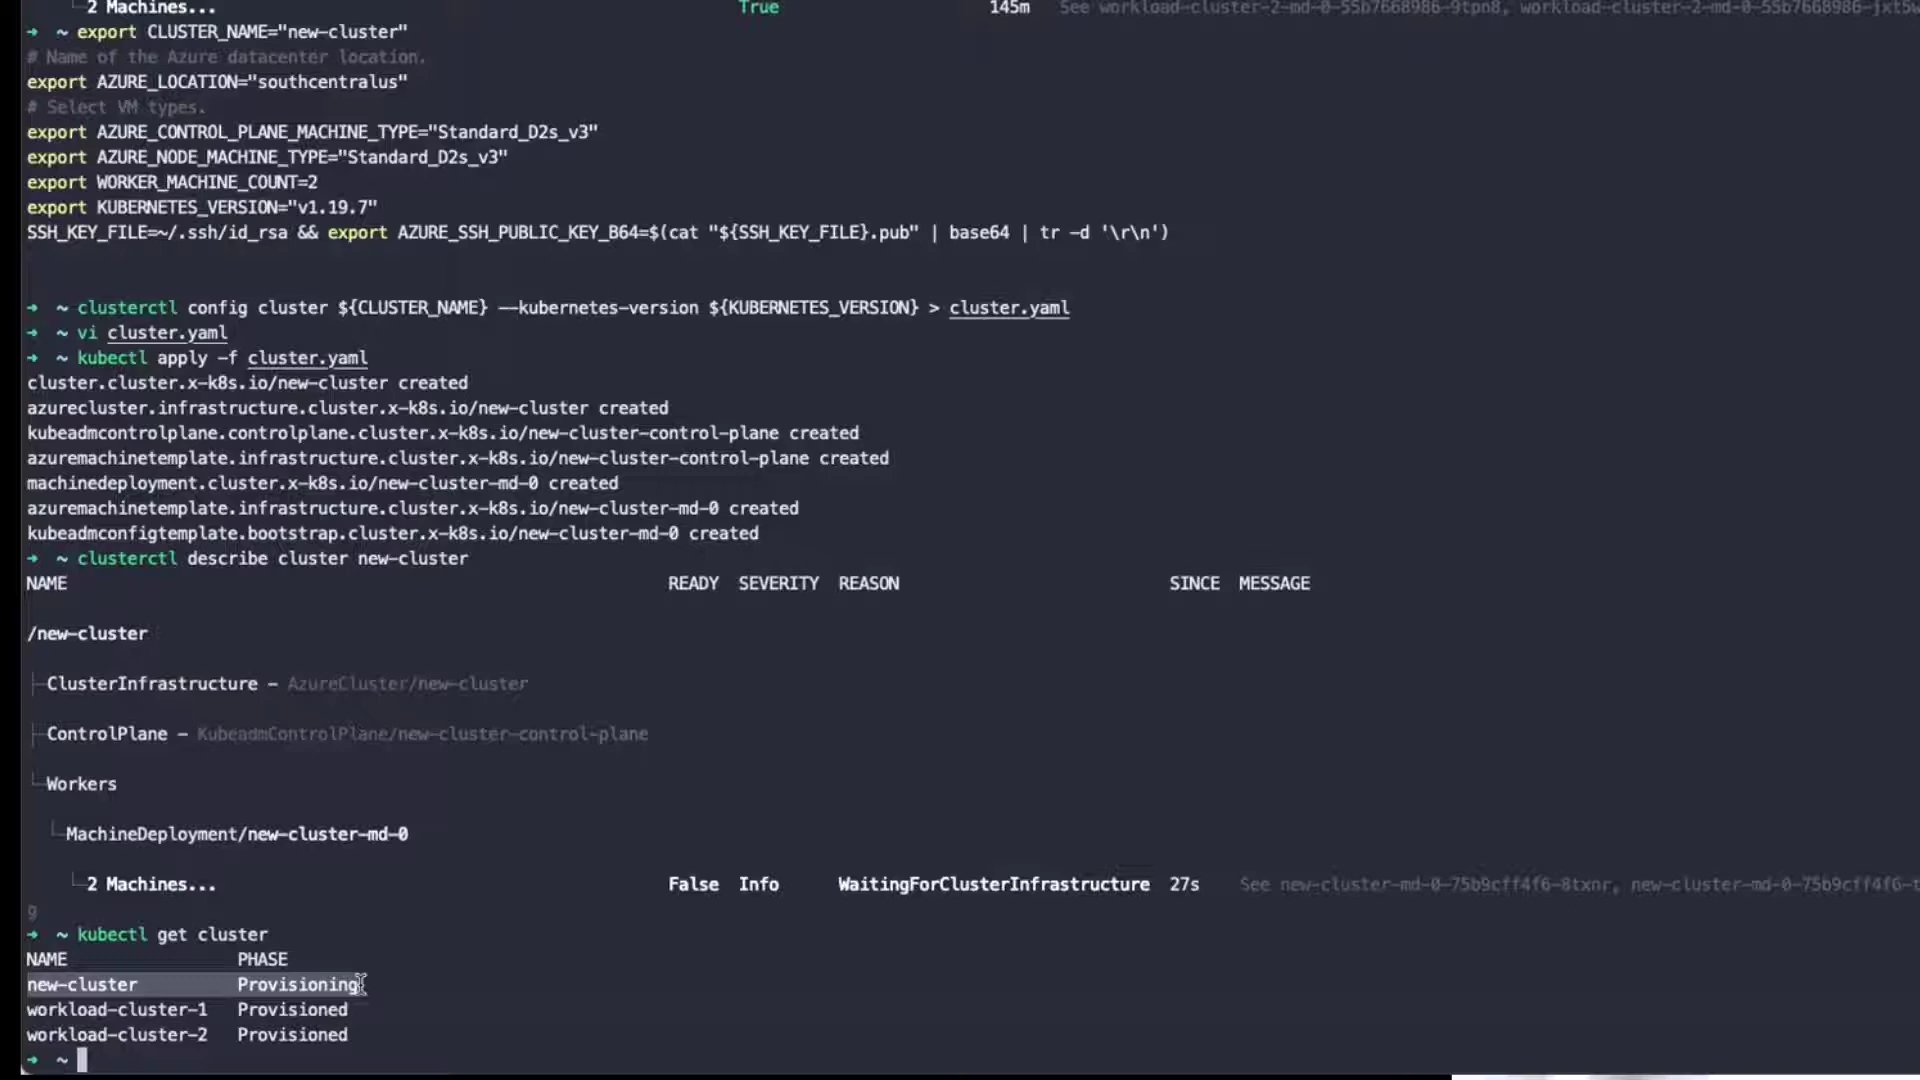 └─2 Machines... True 145m See workload-cluster-2-md-0-55b7668986-9tpn8, workload-cluster-2-md-0-55b7668986-jxt5w
➜ ~ export CLUSTER_NAME="new-cluster"
# Name of the Azure datacenter location.
export AZURE_LOCATION="southcentralus"
# Select VM types.
export AZURE_CONTROL_PLANE_MACHINE_TYPE="Standard_D2s_v3"
export AZURE_NODE_MACHINE_TYPE="Standard_D2s_v3"
export WORKER_MACHINE_COUNT=2
export KUBERNETES_VERSION="v1.19.7"
SSH_KEY_FILE=~/.ssh/id_rsa && export AZURE_SSH_PUBLIC_KEY_B64=$(cat "${SSH_KEY_FILE}.pub" | base64 | tr -d '\r\n')
➜ ~ clusterctl config cluster ${CLUSTER_NAME} --kubernetes-version ${KUBERNETES_VERSION} > cluster.yaml
➜ ~ vi cluster.yaml
➜ ~ kubectl apply -f cluster.yaml
cluster.cluster.x-k8s.io/new-cluster created
azurecluster.infrastructure.cluster.x-k8s.io/new-cluster created
kubeadmcontrolplane.controlplane.cluster.x-k8s.io/new-cluster-control-plane created
azuremachinetemplate.infrastructure.cluster.x-k8s.io/new-cluster-control-plane created
machinedeployment.cluster.x-k8s.io/new-cluster-md-0 created
azuremachinetemplate.infrastructure.cluster.x-k8s.io/new-cluster-md-0 created
kubeadmconfigtemplate.bootstrap.cluster.x-k8s.io/new-cluster-md-0 created
➜ ~ clusterctl describe cluster new-cluster
NAME READY SEVERITY REASON SINCE MESSAGE
/new-cluster
├─ClusterInfrastructure - AzureCluster/new-cluster
├─ControlPlane - KubeadmControlPlane/new-cluster-control-plane
└─Workers
└─MachineDeployment/new-cluster-md-0
└─2 Machines... False Info WaitingForClusterInfrastructure 27s See new-cluster-md-0-75b9cff4f6-8txnr, new-cluster-md-0-75b9cff4f6-t
g
➜ ~ kubectl get cluster
NAME PHASE
new-cluster Provisioning
workload-cluster-1 Provisioned
workload-cluster-2 Provisioned
➜ ~